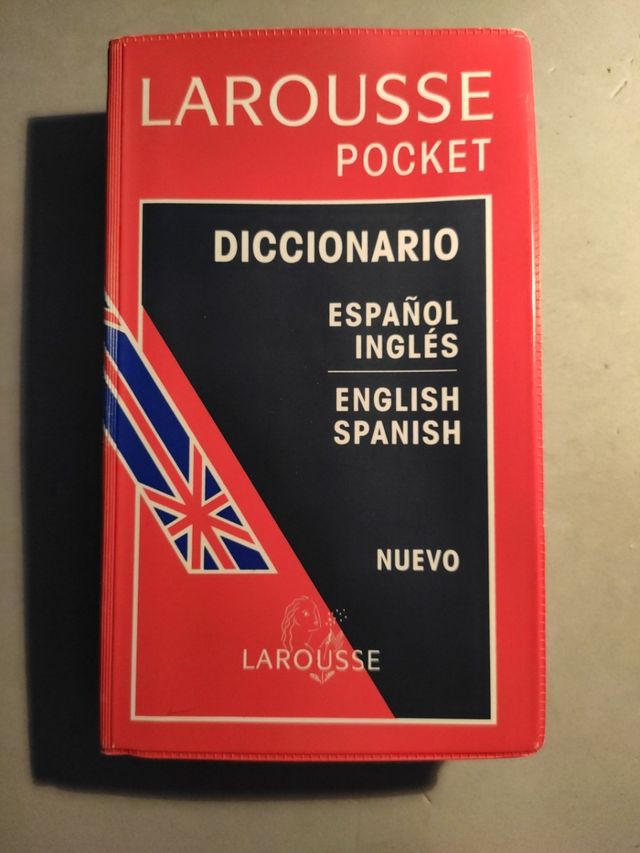 LAROUSSE
POCKET
DICCIONARIO
ESPAÑOL
INGLÉS
ENGLISH
SPANISH
NUEVO
LAROUSSE